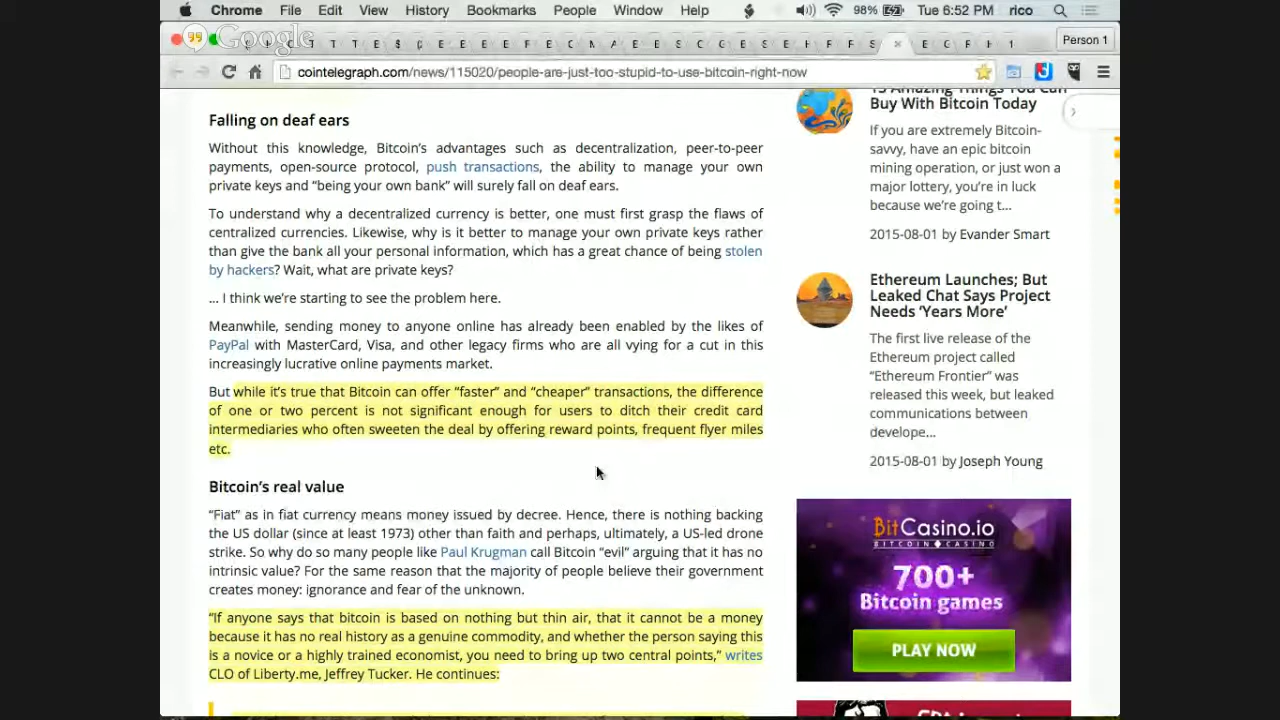 Chrome File Edit View History Bookmarks People Window Help 98% Tue 6:52 PM rico
Google
T T T E S E E E F E C N A E E S C G E S E H F F S × E G F H 1
Person 1
cointelegraph.com/news/115020/people-are-just-too-stupid-to-use-bitcoin-right-now
Falling on deaf ears
Without this knowledge, Bitcoin's advantages such as decentralization, peer-to-peer
payments, open-source protocol, push transactions, the ability to manage your own
private keys and “being your own bank” will surely fall on deaf ears.
To understand why a decentralized currency is better, one must first grasp the flaws of
centralized currencies. Likewise, why is it better to manage your own private keys rather
than give the bank all your personal information, which has a great chance of being stolen
by hackers? Wait, what are private keys?
... I think we're starting to see the problem here.
Meanwhile, sending money to anyone online has already been enabled by the likes of
PayPal with MasterCard, Visa, and other legacy firms who are all vying for a cut in this
increasingly lucrative online payments market.
But while it's true that Bitcoin can offer “faster” and “cheaper” transactions, the difference
of one or two percent is not significant enough for users to ditch their credit card
intermediaries who often sweeten the deal by offering reward points, frequent flyer miles
etc.
Bitcoin's real value
“Fiat” as in fiat currency means money issued by decree. Hence, there is nothing backing
the US dollar (since at least 1973) other than faith and perhaps, ultimately, a US-led drone
strike. So why do so many people like Paul Krugman call Bitcoin “evil” arguing that it has no
intrinsic value? For the same reason that the majority of people believe their government
creates money: ignorance and fear of the unknown.
“If anyone says that bitcoin is based on nothing but thin air, that it cannot be a money
because it has no real history as a genuine commodity, and whether the person saying this
is a novice or a highly trained economist, you need to bring up two central points,” writes
CLO of Liberty.me, Jeffrey Tucker. He continues:
15 Amazing Things You Can
Buy With Bitcoin Today
If you are extremely Bitcoin-
savvy, have an epic bitcoin
mining operation, or just won a
major lottery, you're in luck
because we're going t...
2015-08-01 by Evander Smart
Ethereum Launches; But
Leaked Chat Says Project
Needs ‘Years More’
The first live release of the
Ethereum project called
“Ethereum Frontier” was
released this week, but leaked
communications between
develope...
2015-08-01 by Joseph Young
BitCasino.io
BITCOIN CASINO
700+
Bitcoin games
PLAY NOW